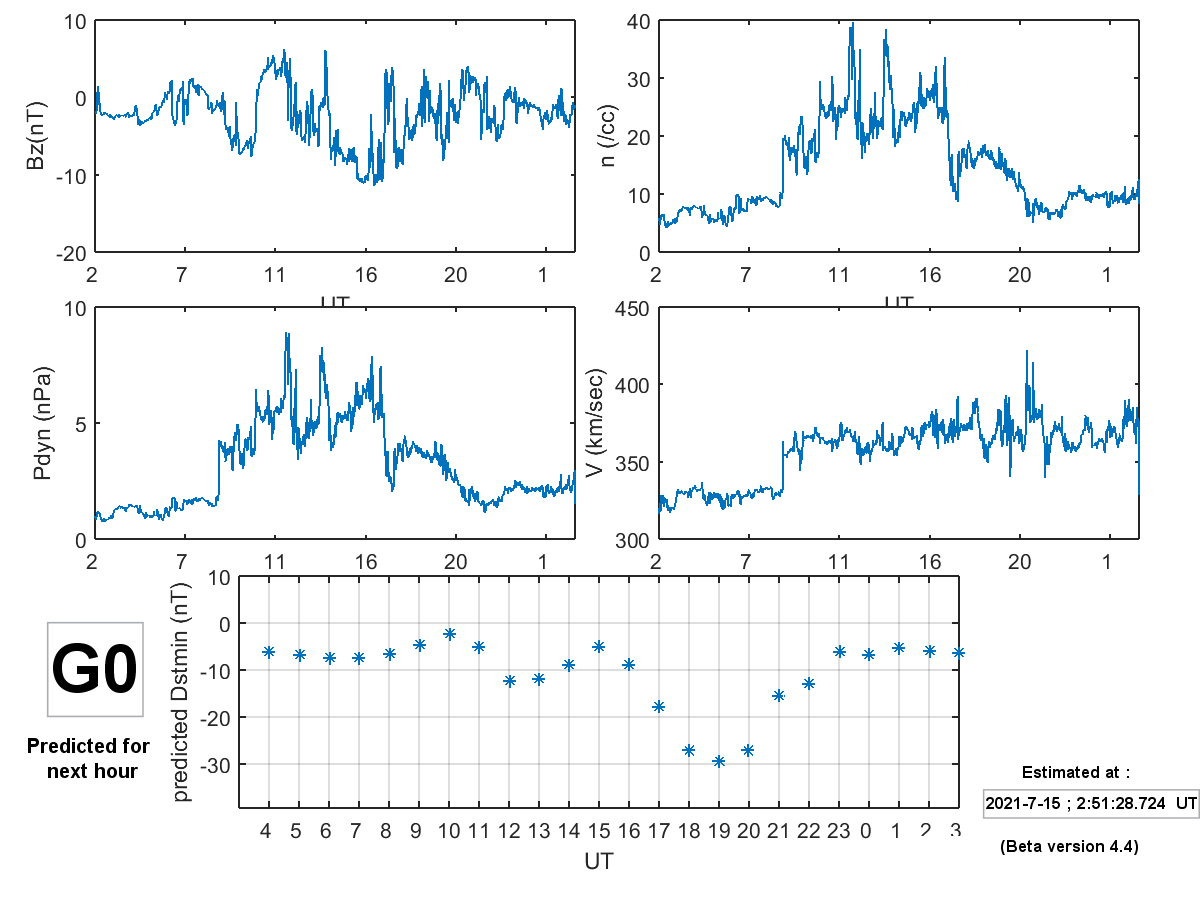 10
0
-10
-20
Bz(nT)
2 7 11 16 20 1
UT
40
30
20
10
0
n (/cc)
2 7 11 16 20 1
UT
10
5
0
Pdyn (nPa)
2 7 11 16 20 1
450
400
350
300
V (km/sec)
2 7 11 16 20 1
10
0
-10
-20
-30
predicted Dstmin (nT)
4 5 6 7 8 9 10 11 12 13 14 15 16 17 18 19 20 21 22 23 0 1 2 3
UT
G0
Predicted for
next hour
Estimated at :
2021-7-15 ; 2:51:28.724 UT
(Beta version 4.4)